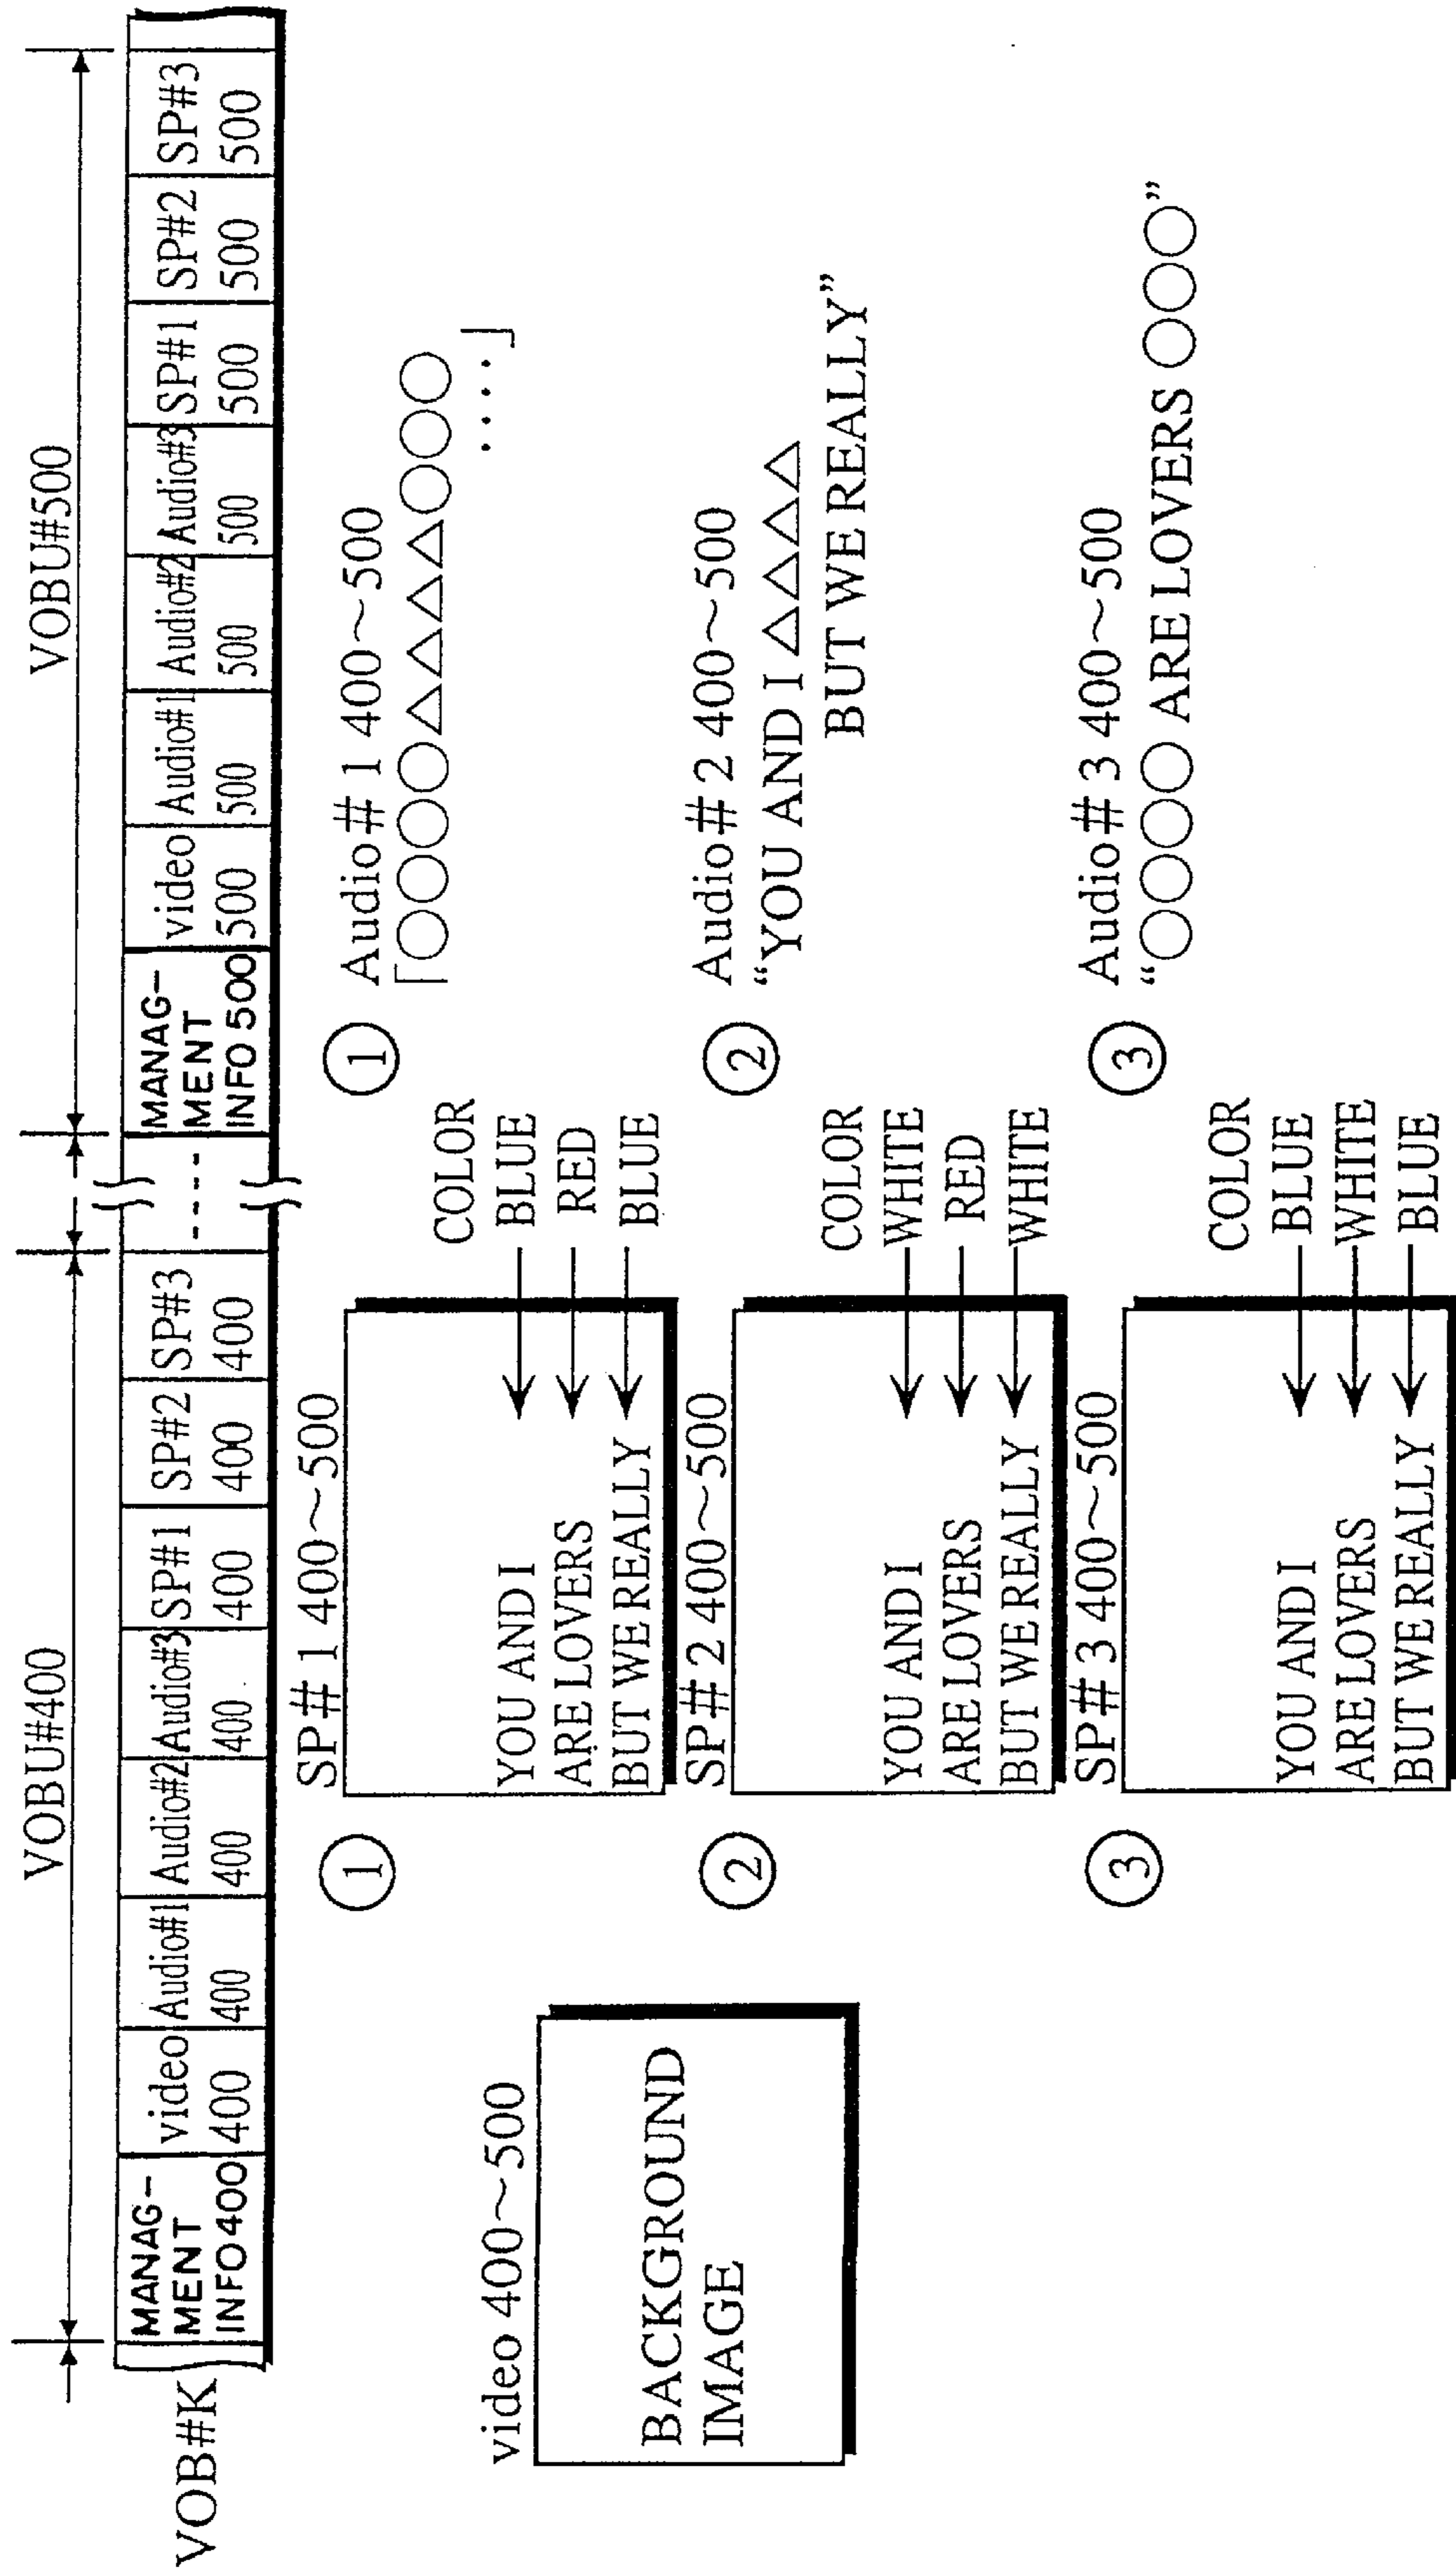 VOBU#400
VOBU#500
VOB#K
MANAG-
MENT
INFO400
video
400
Audio#1
400
Audio#2
400
Audio#3
400
SP#1
400
SP#2
400
SP#3
400
----
MANAG-
MENT
INFO 500
video
500
Audio#1
500
Audio#2
500
Audio#3
500
SP#1
500
SP#2
500
SP#3
500
video 400~500
BACKGROUND
IMAGE
① SP#1 400~500
COLOR
YOU AND I BLUE
ARE LOVERS RED
BUT WE REALLY BLUE
② SP#2 400~500
COLOR
YOU AND I WHITE
ARE LOVERS RED
BUT WE REALLY WHITE
③ SP#3 400~500
COLOR
YOU AND I BLUE
ARE LOVERS WHITE
BUT WE REALLY BLUE
① Audio#1 400~500
「○○○○△△△△○○○
····」
② Audio#2 400~500
“YOU AND I △△△△
BUT WE REALLY”
③ Audio#3 400~500
“○○○○ ARE LOVERS ○○○”